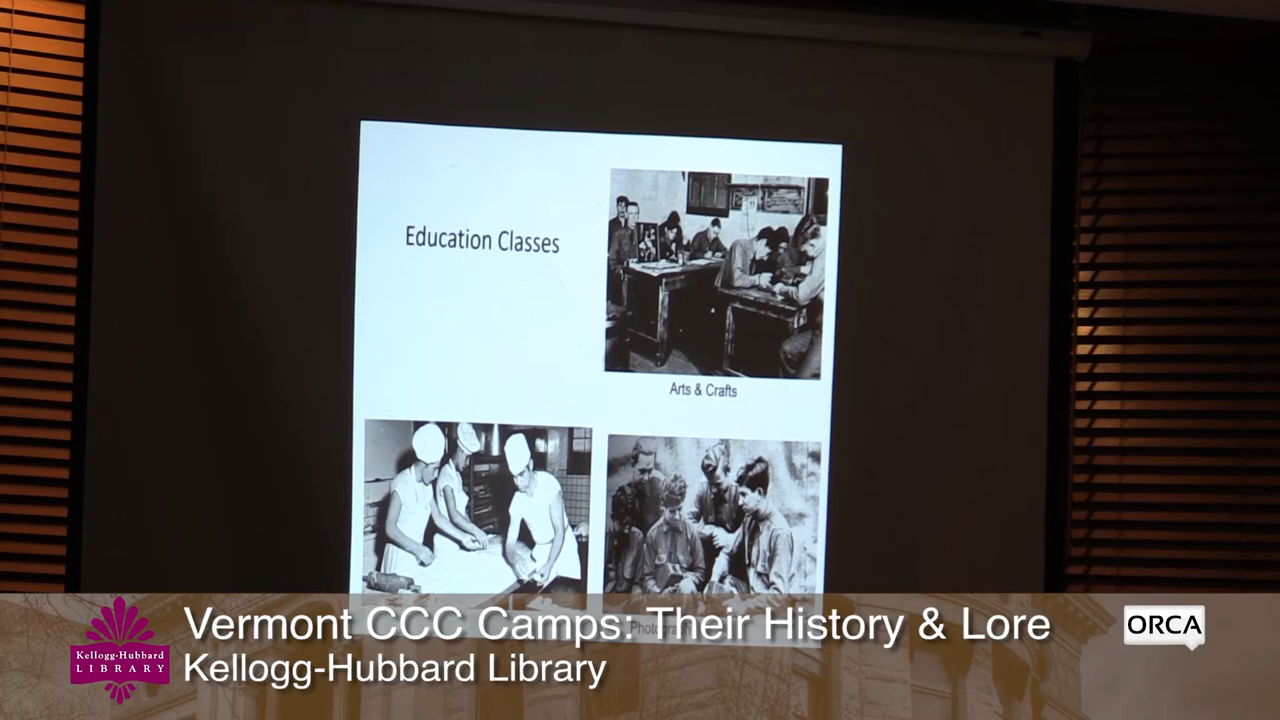 Education Classes
Arts & Crafts
Vermont CCC Camps: Their History & Lore
Kellogg-Hubbard Library
Kellogg-Hubbard
LIBRARY
ORCA